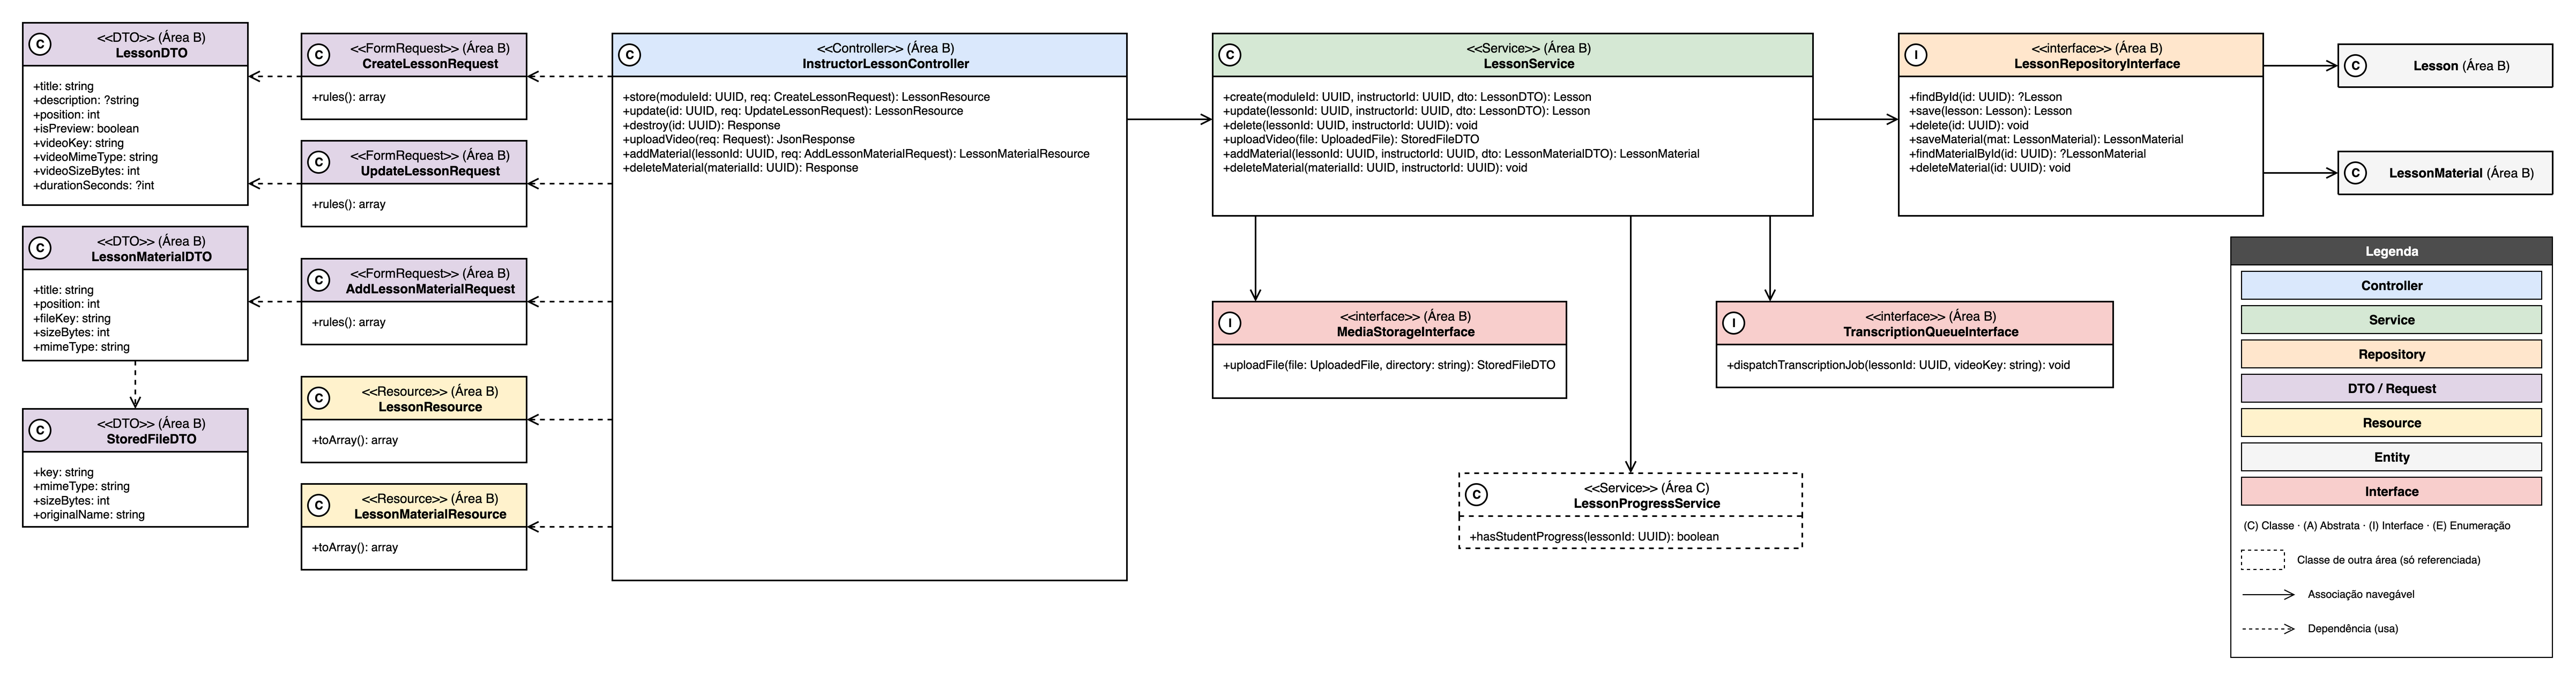 C
<<DTO>> (Área B)
LessonDTO
+title: string
+description: ?string
+position: int
+isPreview: boolean
+videoKey: string
+videoMimeType: string
+videoSizeBytes: int
+durationSeconds: ?int
C
<<DTO>> (Área B)
LessonMaterialDTO
+title: string
+position: int
+fileKey: string
+sizeBytes: int
+mimeType: string
C
<<DTO>> (Área B)
StoredFileDTO
+key: string
+mimeType: string
+sizeBytes: int
+originalName: string
C
<<FormRequest>> (Área B)
CreateLessonRequest
+rules(): array
C
<<FormRequest>> (Área B)
UpdateLessonRequest
+rules(): array
C
<<FormRequest>> (Área B)
AddLessonMaterialRequest
+rules(): array
C
<<Resource>> (Área B)
LessonResource
+toArray(): array
C
<<Resource>> (Área B)
LessonMaterialResource
+toArray(): array
C
<<Controller>> (Área B)
InstructorLessonController
+store(moduleId: UUID, req: CreateLessonRequest): LessonResource
+update(id: UUID, req: UpdateLessonRequest): LessonResource
+destroy(id: UUID): Response
+uploadVideo(req: Request): JsonResponse
+addMaterial(lessonId: UUID, req: AddLessonMaterialRequest): LessonMaterialResource
+deleteMaterial(materialId: UUID): Response
C
<<Service>> (Área B)
LessonService
+create(moduleId: UUID, instructorId: UUID, dto: LessonDTO): Lesson
+update(lessonId: UUID, instructorId: UUID, dto: LessonDTO): Lesson
+delete(lessonId: UUID, instructorId: UUID): void
+uploadVideo(file: UploadedFile): StoredFileDTO
+addMaterial(lessonId: UUID, instructorId: UUID, dto: LessonMaterialDTO): LessonMaterial
+deleteMaterial(materialId: UUID, instructorId: UUID): void
I
<<interface>> (Área B)
MediaStorageInterface
+uploadFile(file: UploadedFile, directory: string): StoredFileDTO
I
<<interface>> (Área B)
TranscriptionQueueInterface
+dispatchTranscriptionJob(lessonId: UUID, videoKey: string): void
C
<<Service>> (Área C)
LessonProgressService
+hasStudentProgress(lessonId: UUID): boolean
I
<<interface>> (Área B)
LessonRepositoryInterface
+findById(id: UUID): ?Lesson
+save(lesson: Lesson): Lesson
+delete(id: UUID): void
+saveMaterial(mat: LessonMaterial): LessonMaterial
+findMaterialById(id: UUID): ?LessonMaterial
+deleteMaterial(id: UUID): void
C
Lesson (Área B)
C
LessonMaterial (Área B)
Legenda
Controller
Service
Repository
DTO / Request
Resource
Entity
Interface
(C) Classe · (A) Abstrata · (I) Interface · (E) Enumeração
Classe de outra área (só referenciada)
Associação navegável
Dependência (usa)